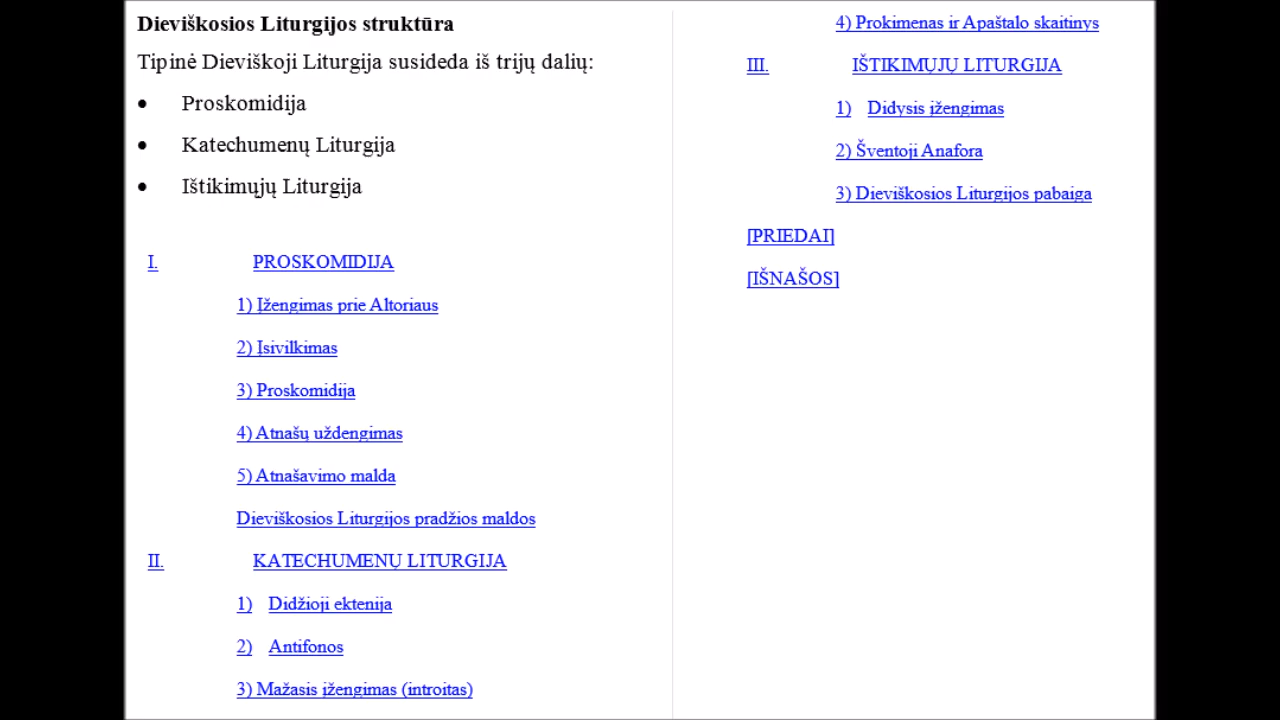 Dieviškosios Liturgijos struktūra
Tipinė Dieviškoji Liturgija susideda iš trijų dalių:
• Proskomidija
• Katechumenų Liturgija
• Ištikimųjų Liturgija
I. PROSKOMIDIJA
1) Įžengimas prie Altoriaus
2) Įsivilkimas
3) Proskomidija
4) Atnašų uždengimas
5) Atnašavimo malda
Dieviškosios Liturgijos pradžios maldos
II. KATECHUMENŲ LITURGIJA
1) Didžioji ektenija
2) Antifonos
3) Mažasis įžengimas (introitas)
4) Prokimenas ir Apaštalo skaitinys
III. IŠTIKIMŲJŲ LITURGIJA
1) Didysis įžengimas
2) Šventoji Anafora
3) Dieviškosios Liturgijos pabaiga
[PRIEDAI]
[IŠNAŠOS]